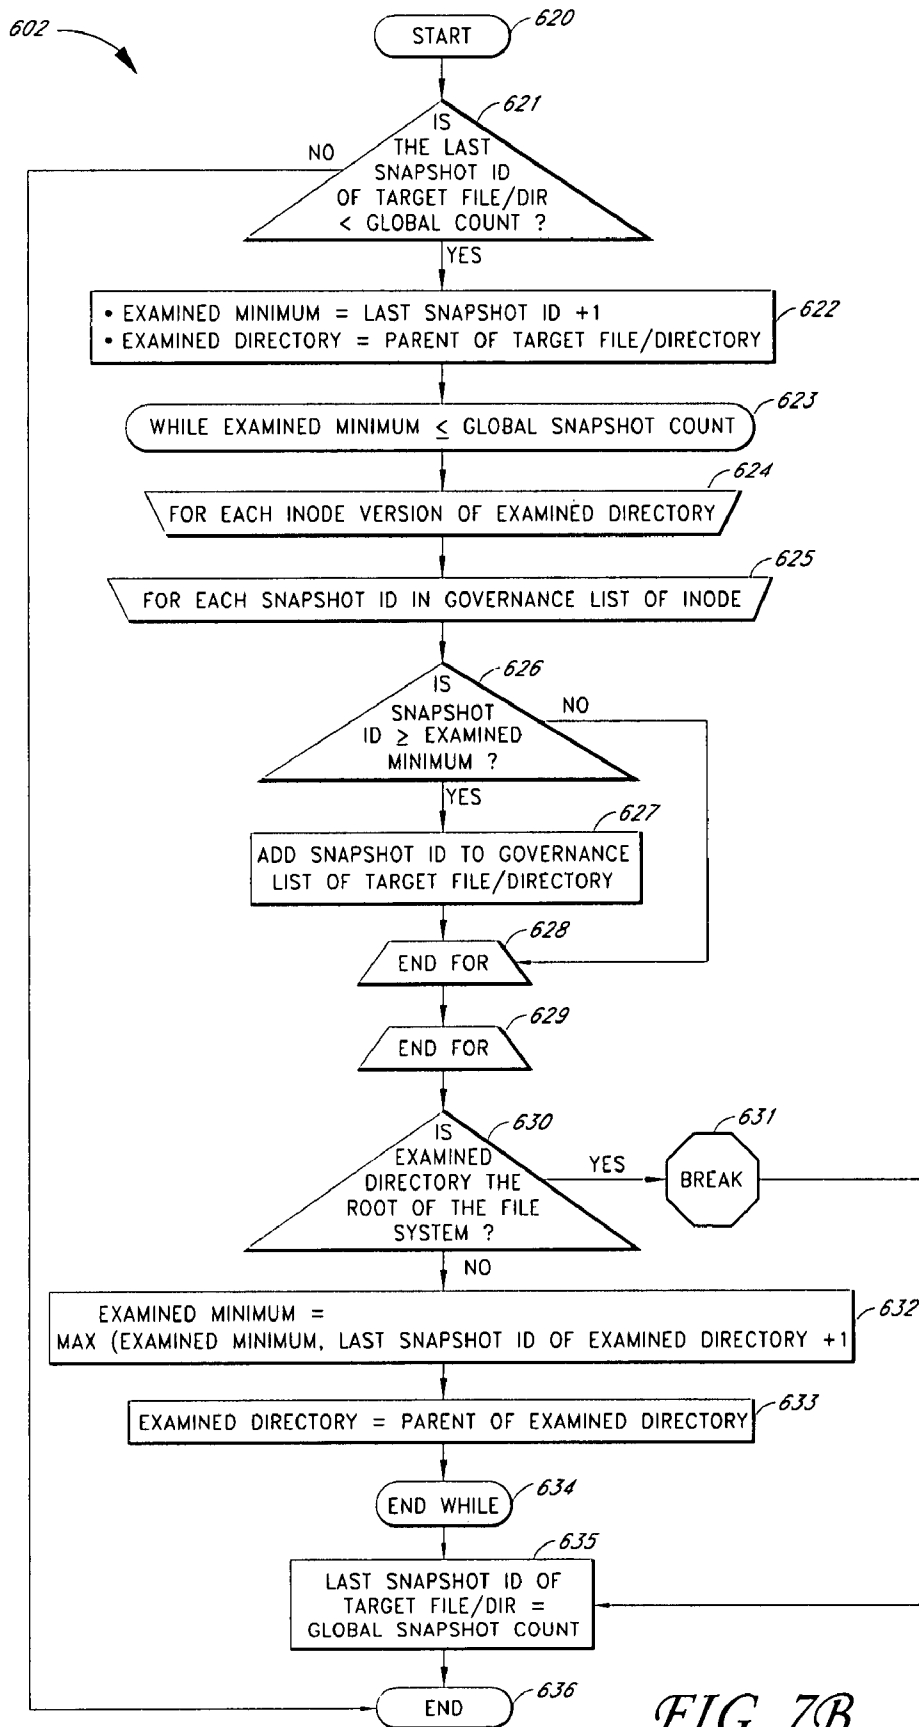 602
START
620
IS
THE LAST
SNAPSHOT ID
OF TARGET FILE/DIR
< GLOBAL COUNT ?
621
NO
YES
• EXAMINED MINIMUM = LAST SNAPSHOT ID +1
• EXAMINED DIRECTORY = PARENT OF TARGET FILE/DIRECTORY
622
WHILE EXAMINED MINIMUM ≤ GLOBAL SNAPSHOT COUNT
623
FOR EACH INODE VERSION OF EXAMINED DIRECTORY
624
FOR EACH SNAPSHOT ID IN GOVERNANCE LIST OF INODE
625
IS
SNAPSHOT
ID ≥ EXAMINED
MINIMUM ?
626
NO
YES
ADD SNAPSHOT ID TO GOVERNANCE
LIST OF TARGET FILE/DIRECTORY
627
END FOR
628
END FOR
629
IS
EXAMINED
DIRECTORY THE
ROOT OF THE FILE
SYSTEM ?
630
YES
BREAK
631
NO
EXAMINED MINIMUM =
MAX (EXAMINED MINIMUM, LAST SNAPSHOT ID OF EXAMINED DIRECTORY +1
632
EXAMINED DIRECTORY = PARENT OF EXAMINED DIRECTORY
633
END WHILE
634
LAST SNAPSHOT ID OF
TARGET FILE/DIR =
GLOBAL SNAPSHOT COUNT
635
END
636
FIG. 7B